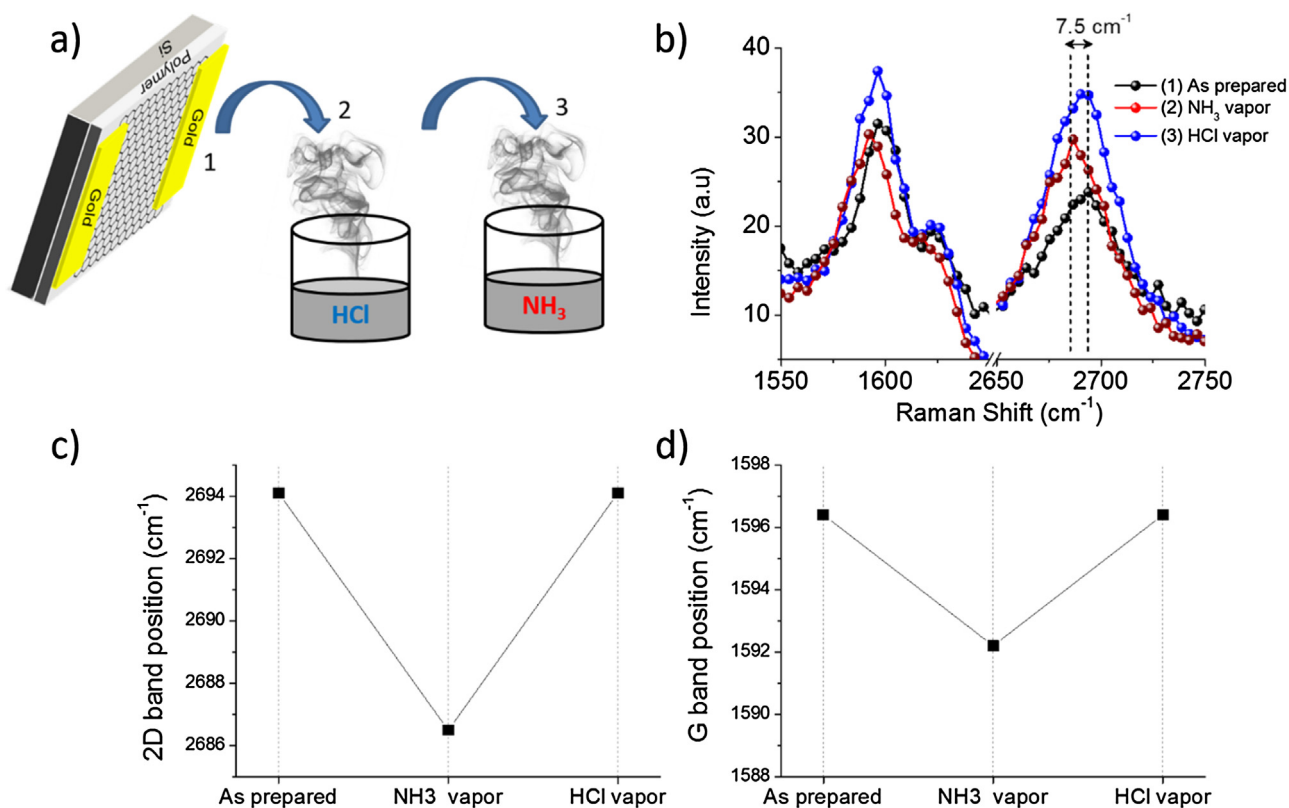 a)
Si
Polymer
Gold
Gold
1
2
3
HCl
NH₃
b)
7.5 cm⁻¹
(1) As prepared
(2) NH₃ vapor
(3) HCl vapor
Intensity (a.u)
40
30
20
10
1550
1600
2650
2700
2750
Raman Shift (cm⁻¹)
c)
2D band position (cm⁻¹)
2694
2692
2690
2688
2686
As prepared
NH3 vapor
HCl vapor
d)
G band position (cm⁻¹)
1598
1596
1594
1592
1590
1588
As prepared
NH3 vapor
HCl vapor